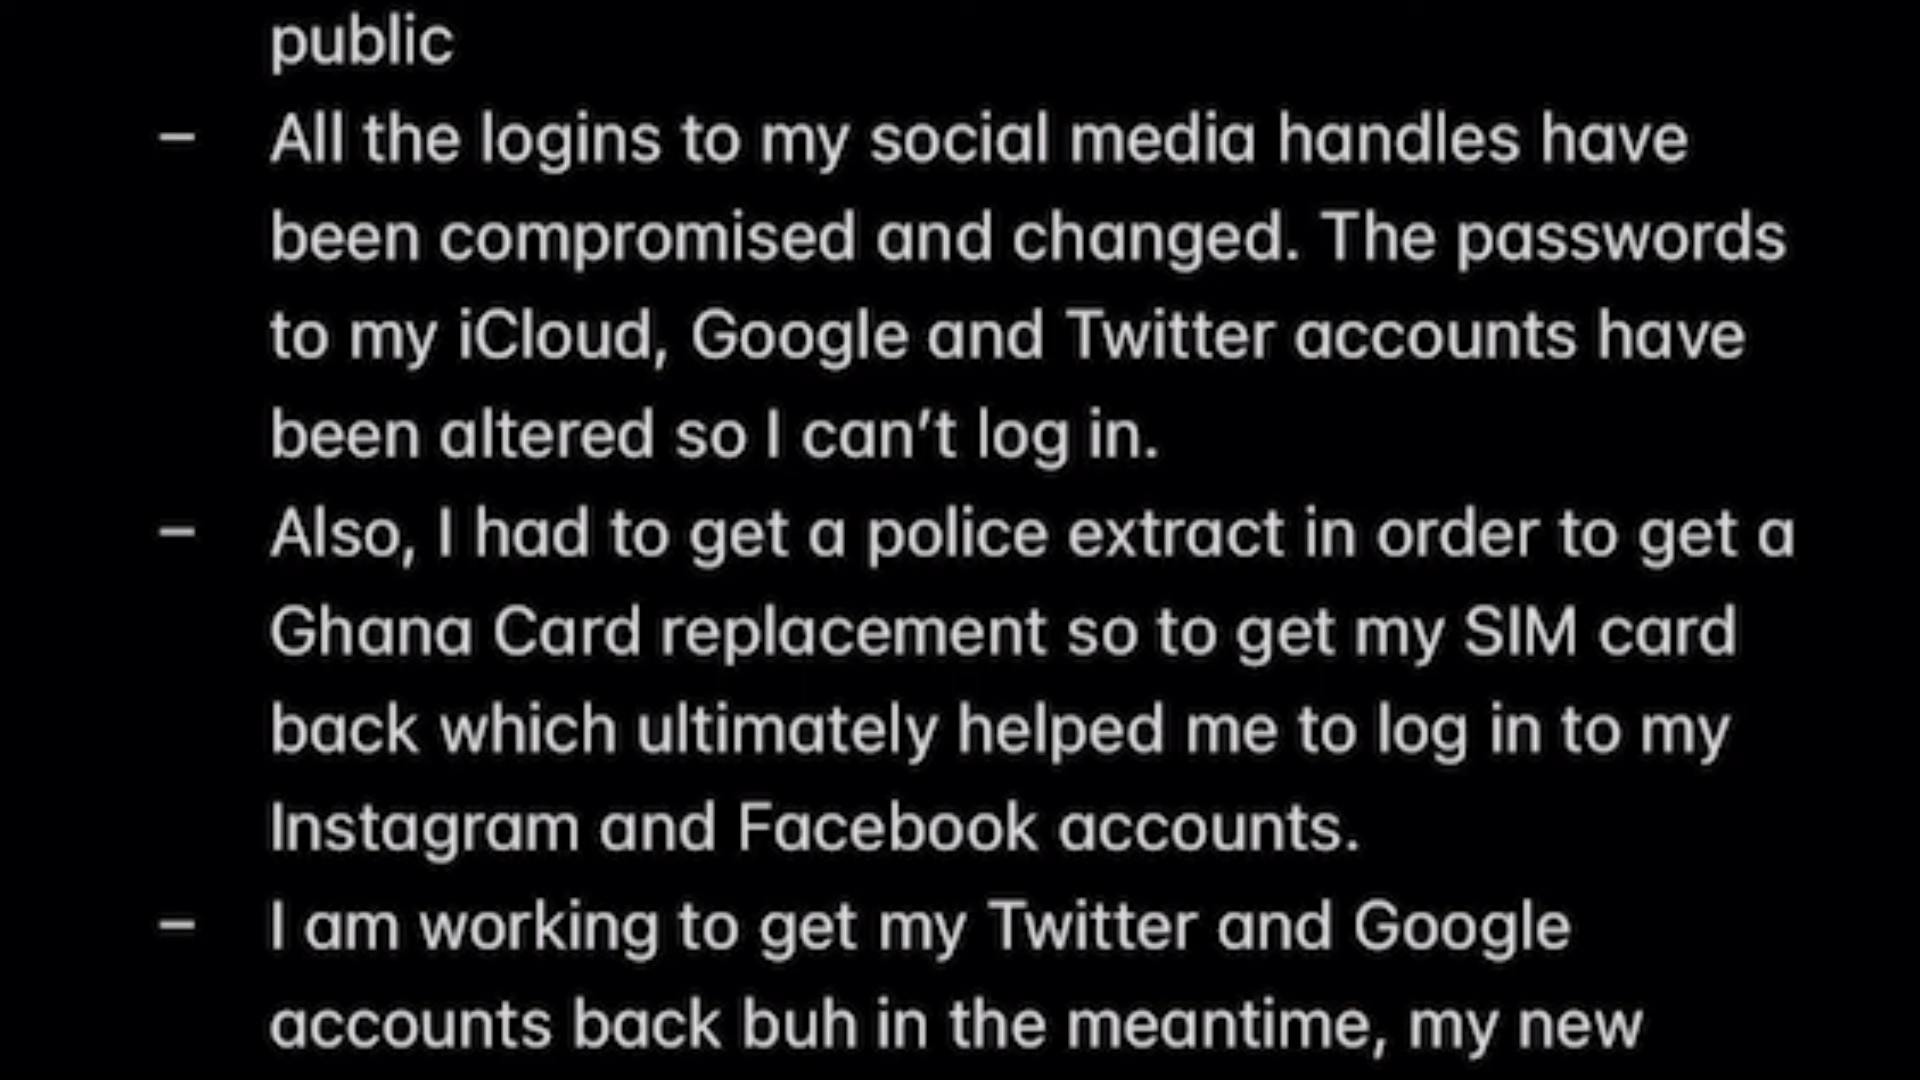 public
– All the logins to my social media handles have
been compromised and changed. The passwords
to my iCloud, Google and Twitter accounts have
been altered so I can’t log in.
– Also, I had to get a police extract in order to get a
Ghana Card replacement so to get my SIM card
back which ultimately helped me to log in to my
Instagram and Facebook accounts.
– I am working to get my Twitter and Google
accounts back buh in the meantime, my new